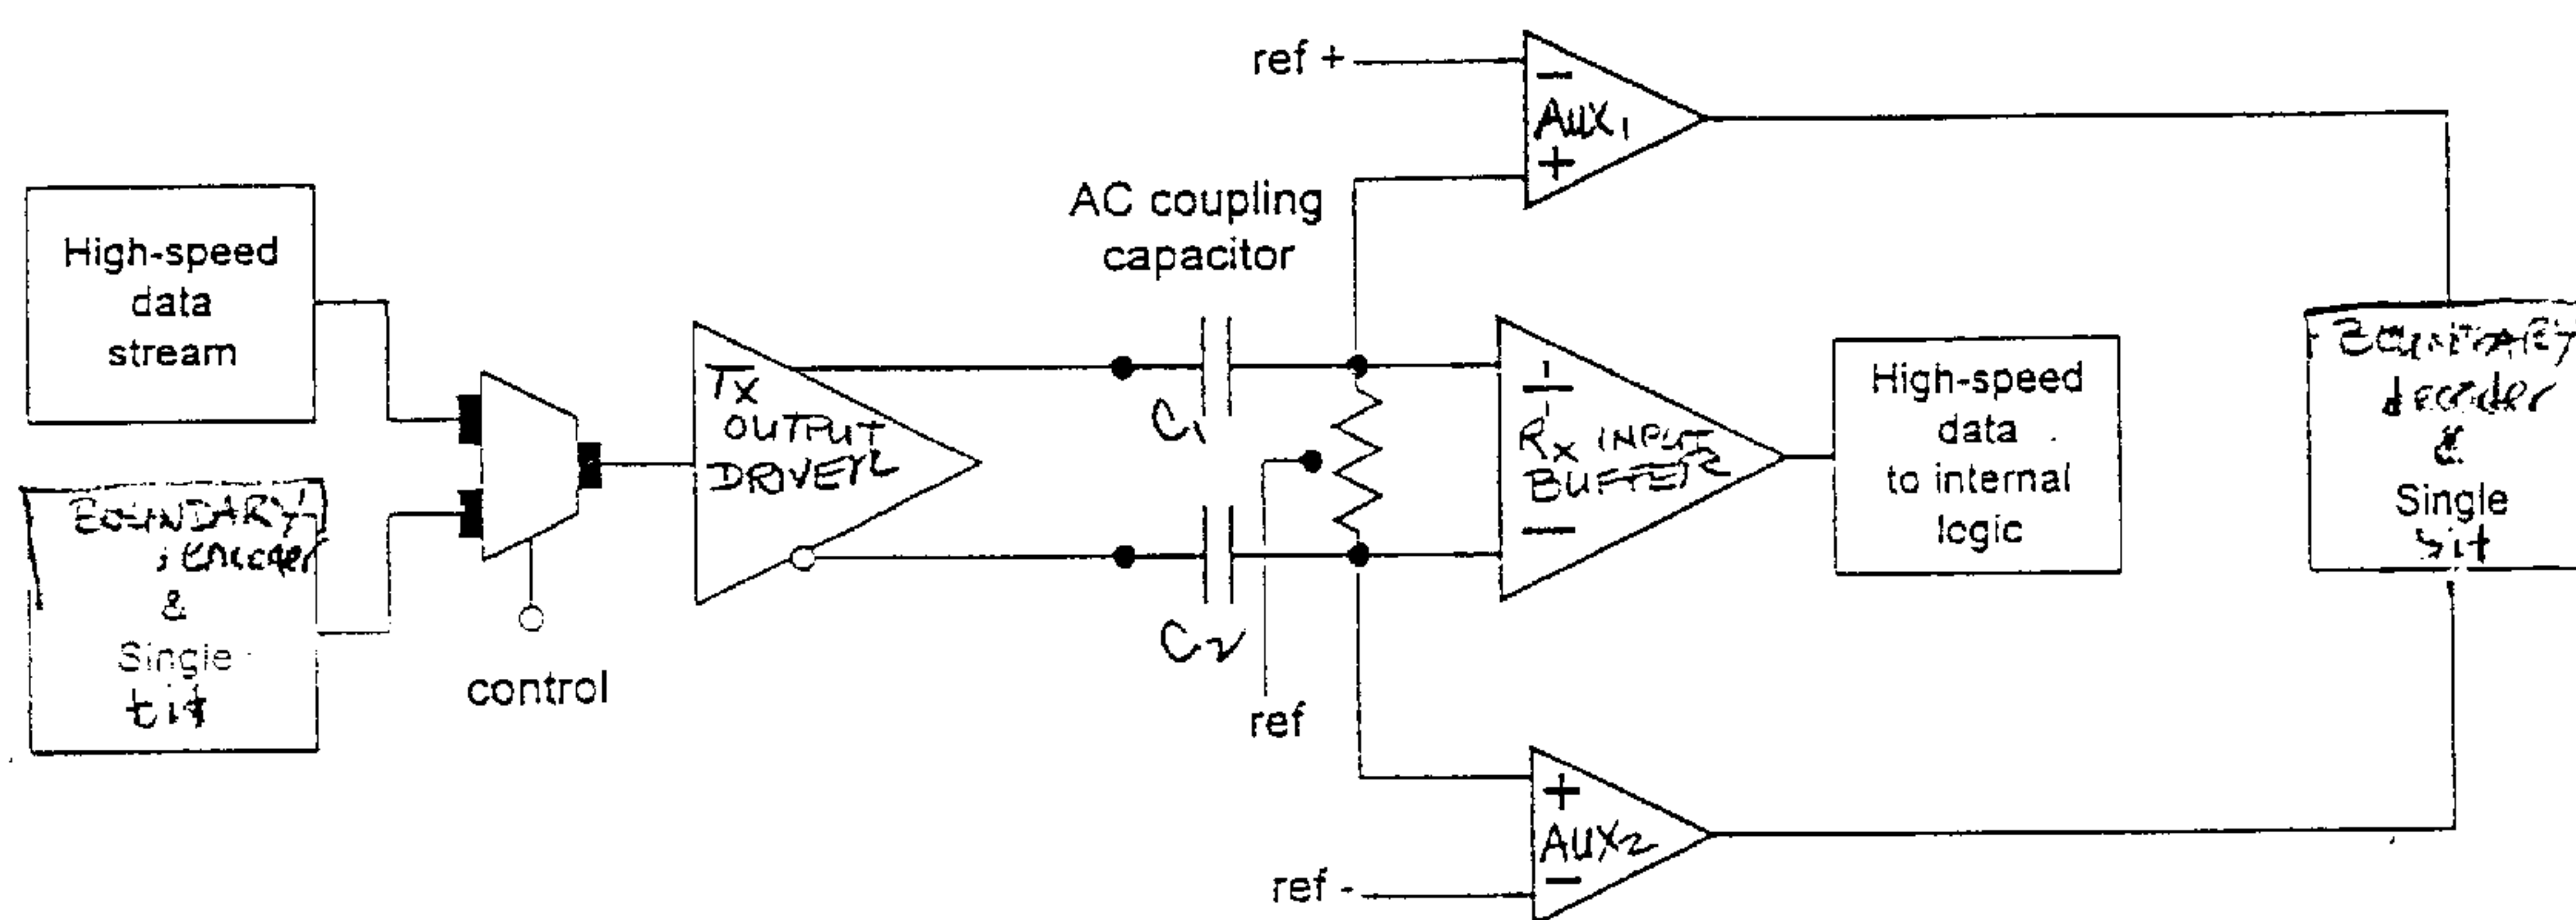 ref +
−
AUX1
+
AC coupling
capacitor
High-speed
data
stream
BOUNDARY
encoder
&
Single
bit
control
Tx
OUTPUT
DRIVER
C1
C2
ref
+
Rx INPUT
BUFFER
−
High-speed
data
to internal
logic
BOUNDARY
decoder
&
Single
bit
+
AUX2
−
ref -